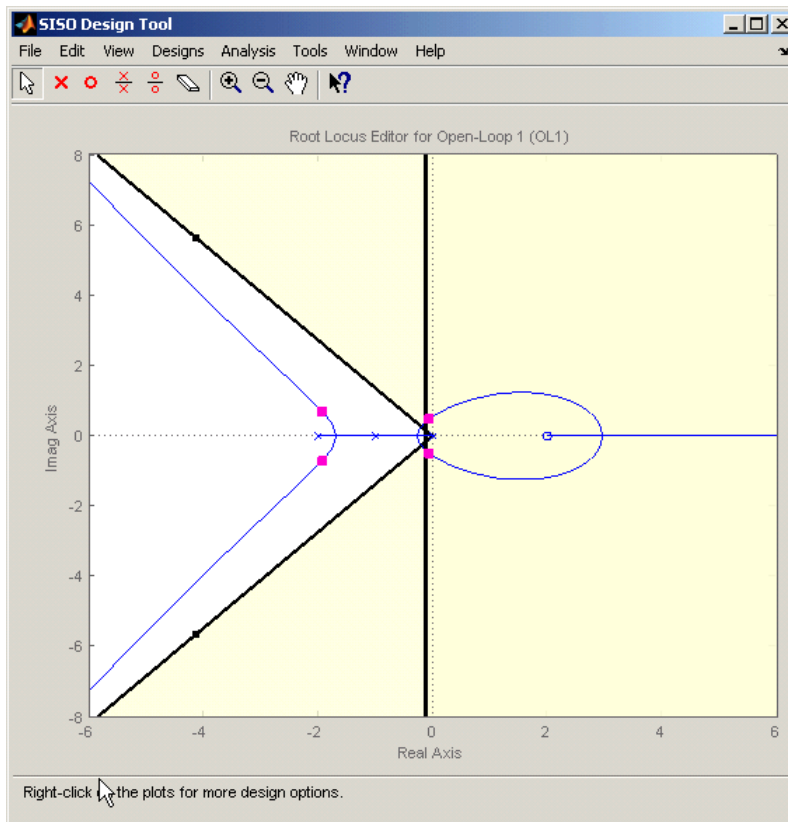 SISO Design Tool
File Edit View Designs Analysis Tools Window Help
Root Locus Editor for Open-Loop 1 (OL1)
8
6
4
2
0
-2
-4
-6
-8
Imag Axis
-6 -4 -2 0 2 4 6
Real Axis
Right-click the plots for more design options.